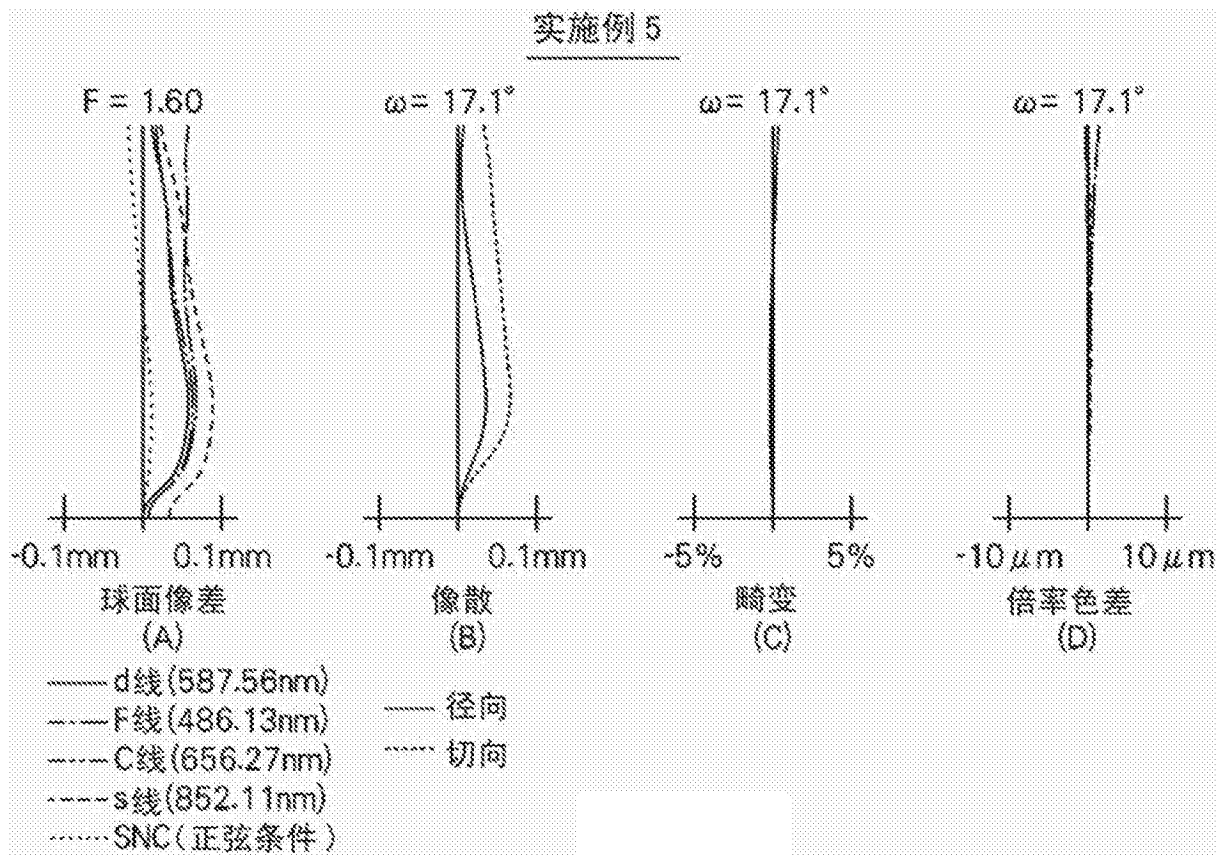 实施例 5
F = 1.60
ω= 17.1°
ω= 17.1°
ω= 17.1°
-0.1mm 0.1mm
-0.1mm 0.1mm
-5% 5%
-10μm 10μm
球面像差
(A)
像散
(B)
畸变
(C)
倍率色差
(D)
d线(587.56nm)
F线(486.13nm)
C线(656.27nm)
s线(852.11nm)
SNC(正弦条件)
径向
切向